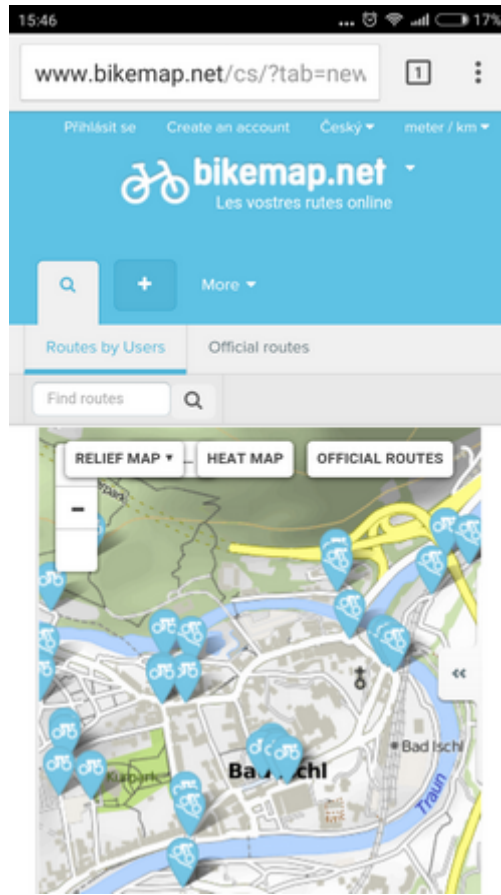 15:46 ... 17%
www.bikemap.net/cs/?tab=new 1
Přihlásit se Create an account Český meter / km
bikemap.net
Les vostres rutes online
+ More
Routes by Users Official routes
Find routes
RELIEF MAP HEAT MAP OFFICIAL ROUTES
−
«
Bad Ischl
Kurpark
Bad Ischl
Traun